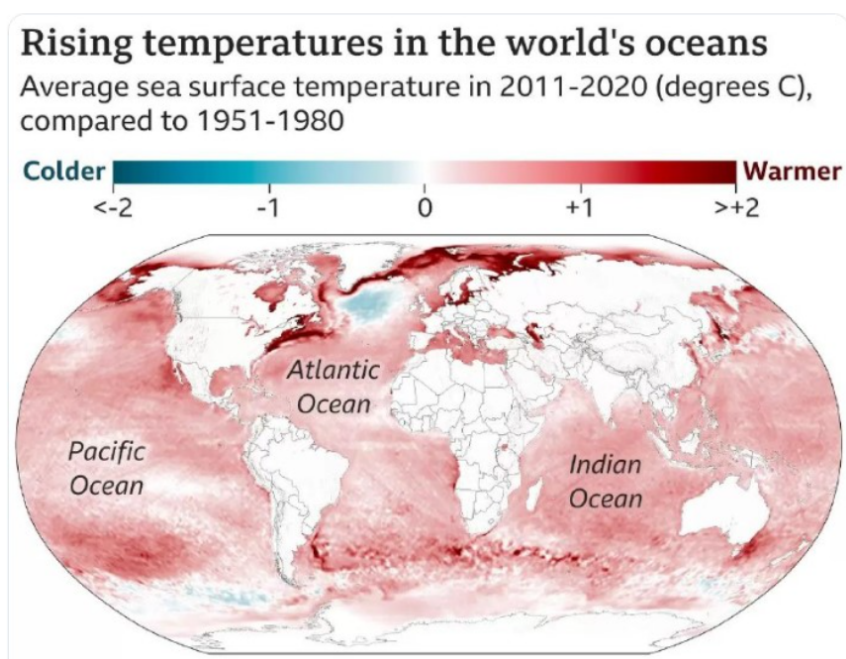 Rising temperatures in the world's oceans
Average sea surface temperature in 2011-2020 (degrees C),
compared to 1951-1980
Colder Warmer
<-2 -1 0 +1 >+2
Atlantic
Ocean
Pacific
Ocean
Indian
Ocean